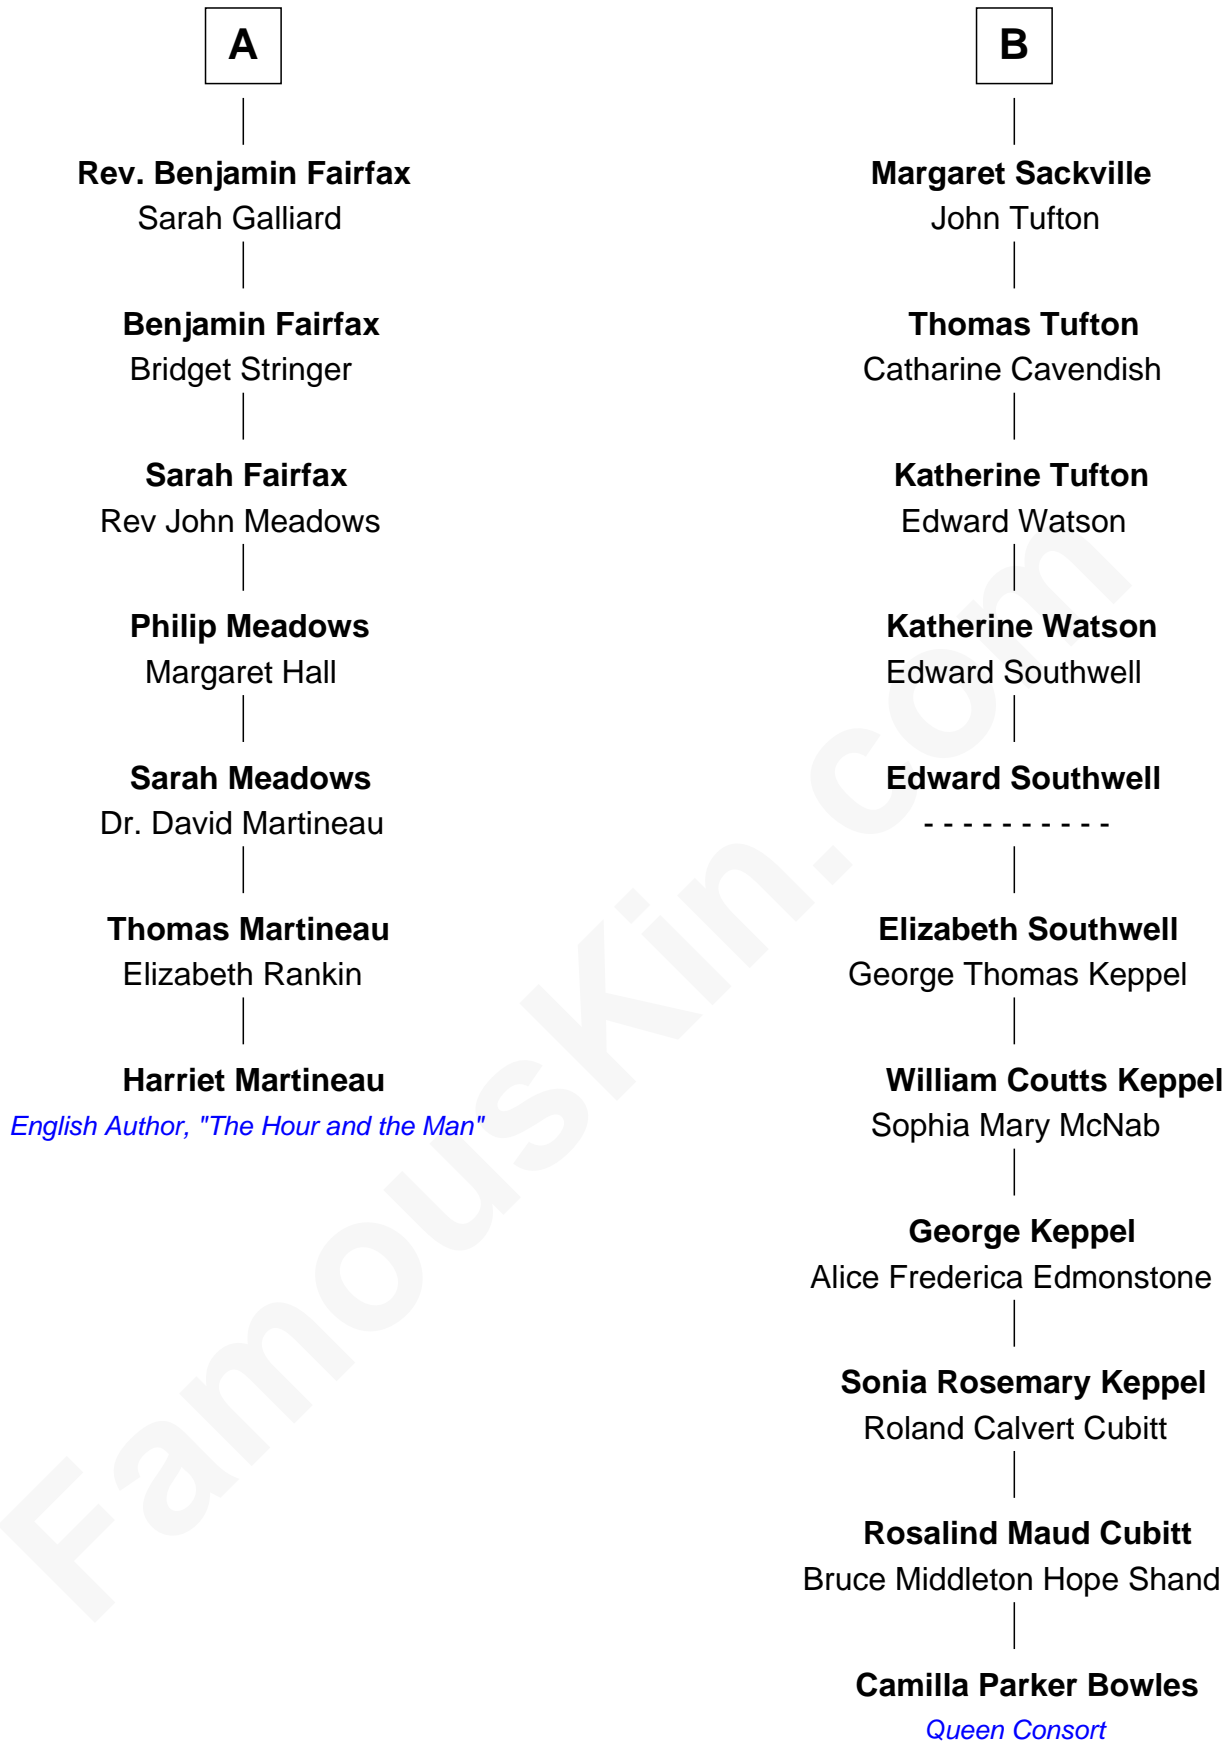 A
Rev. Benjamin Fairfax
Sarah Galliard
Benjamin Fairfax
Bridget Stringer
Sarah Fairfax
Rev John Meadows
Philip Meadows
Margaret Hall
Sarah Meadows
Dr. David Martineau
Thomas Martineau
Elizabeth Rankin
Harriet Martineau
English Author, "The Hour and the Man"
B
Margaret Sackville
John Tufton
Thomas Tufton
Catharine Cavendish
Katherine Tufton
Edward Watson
Katherine Watson
Edward Southwell
Edward Southwell
- - - - - - - - - -
Elizabeth Southwell
George Thomas Keppel
William Coutts Keppel
Sophia Mary McNab
George Keppel
Alice Frederica Edmonstone
Sonia Rosemary Keppel
Roland Calvert Cubitt
Rosalind Maud Cubitt
Bruce Middleton Hope Shand
Camilla Parker Bowles
Queen Consort
FamousKin.com